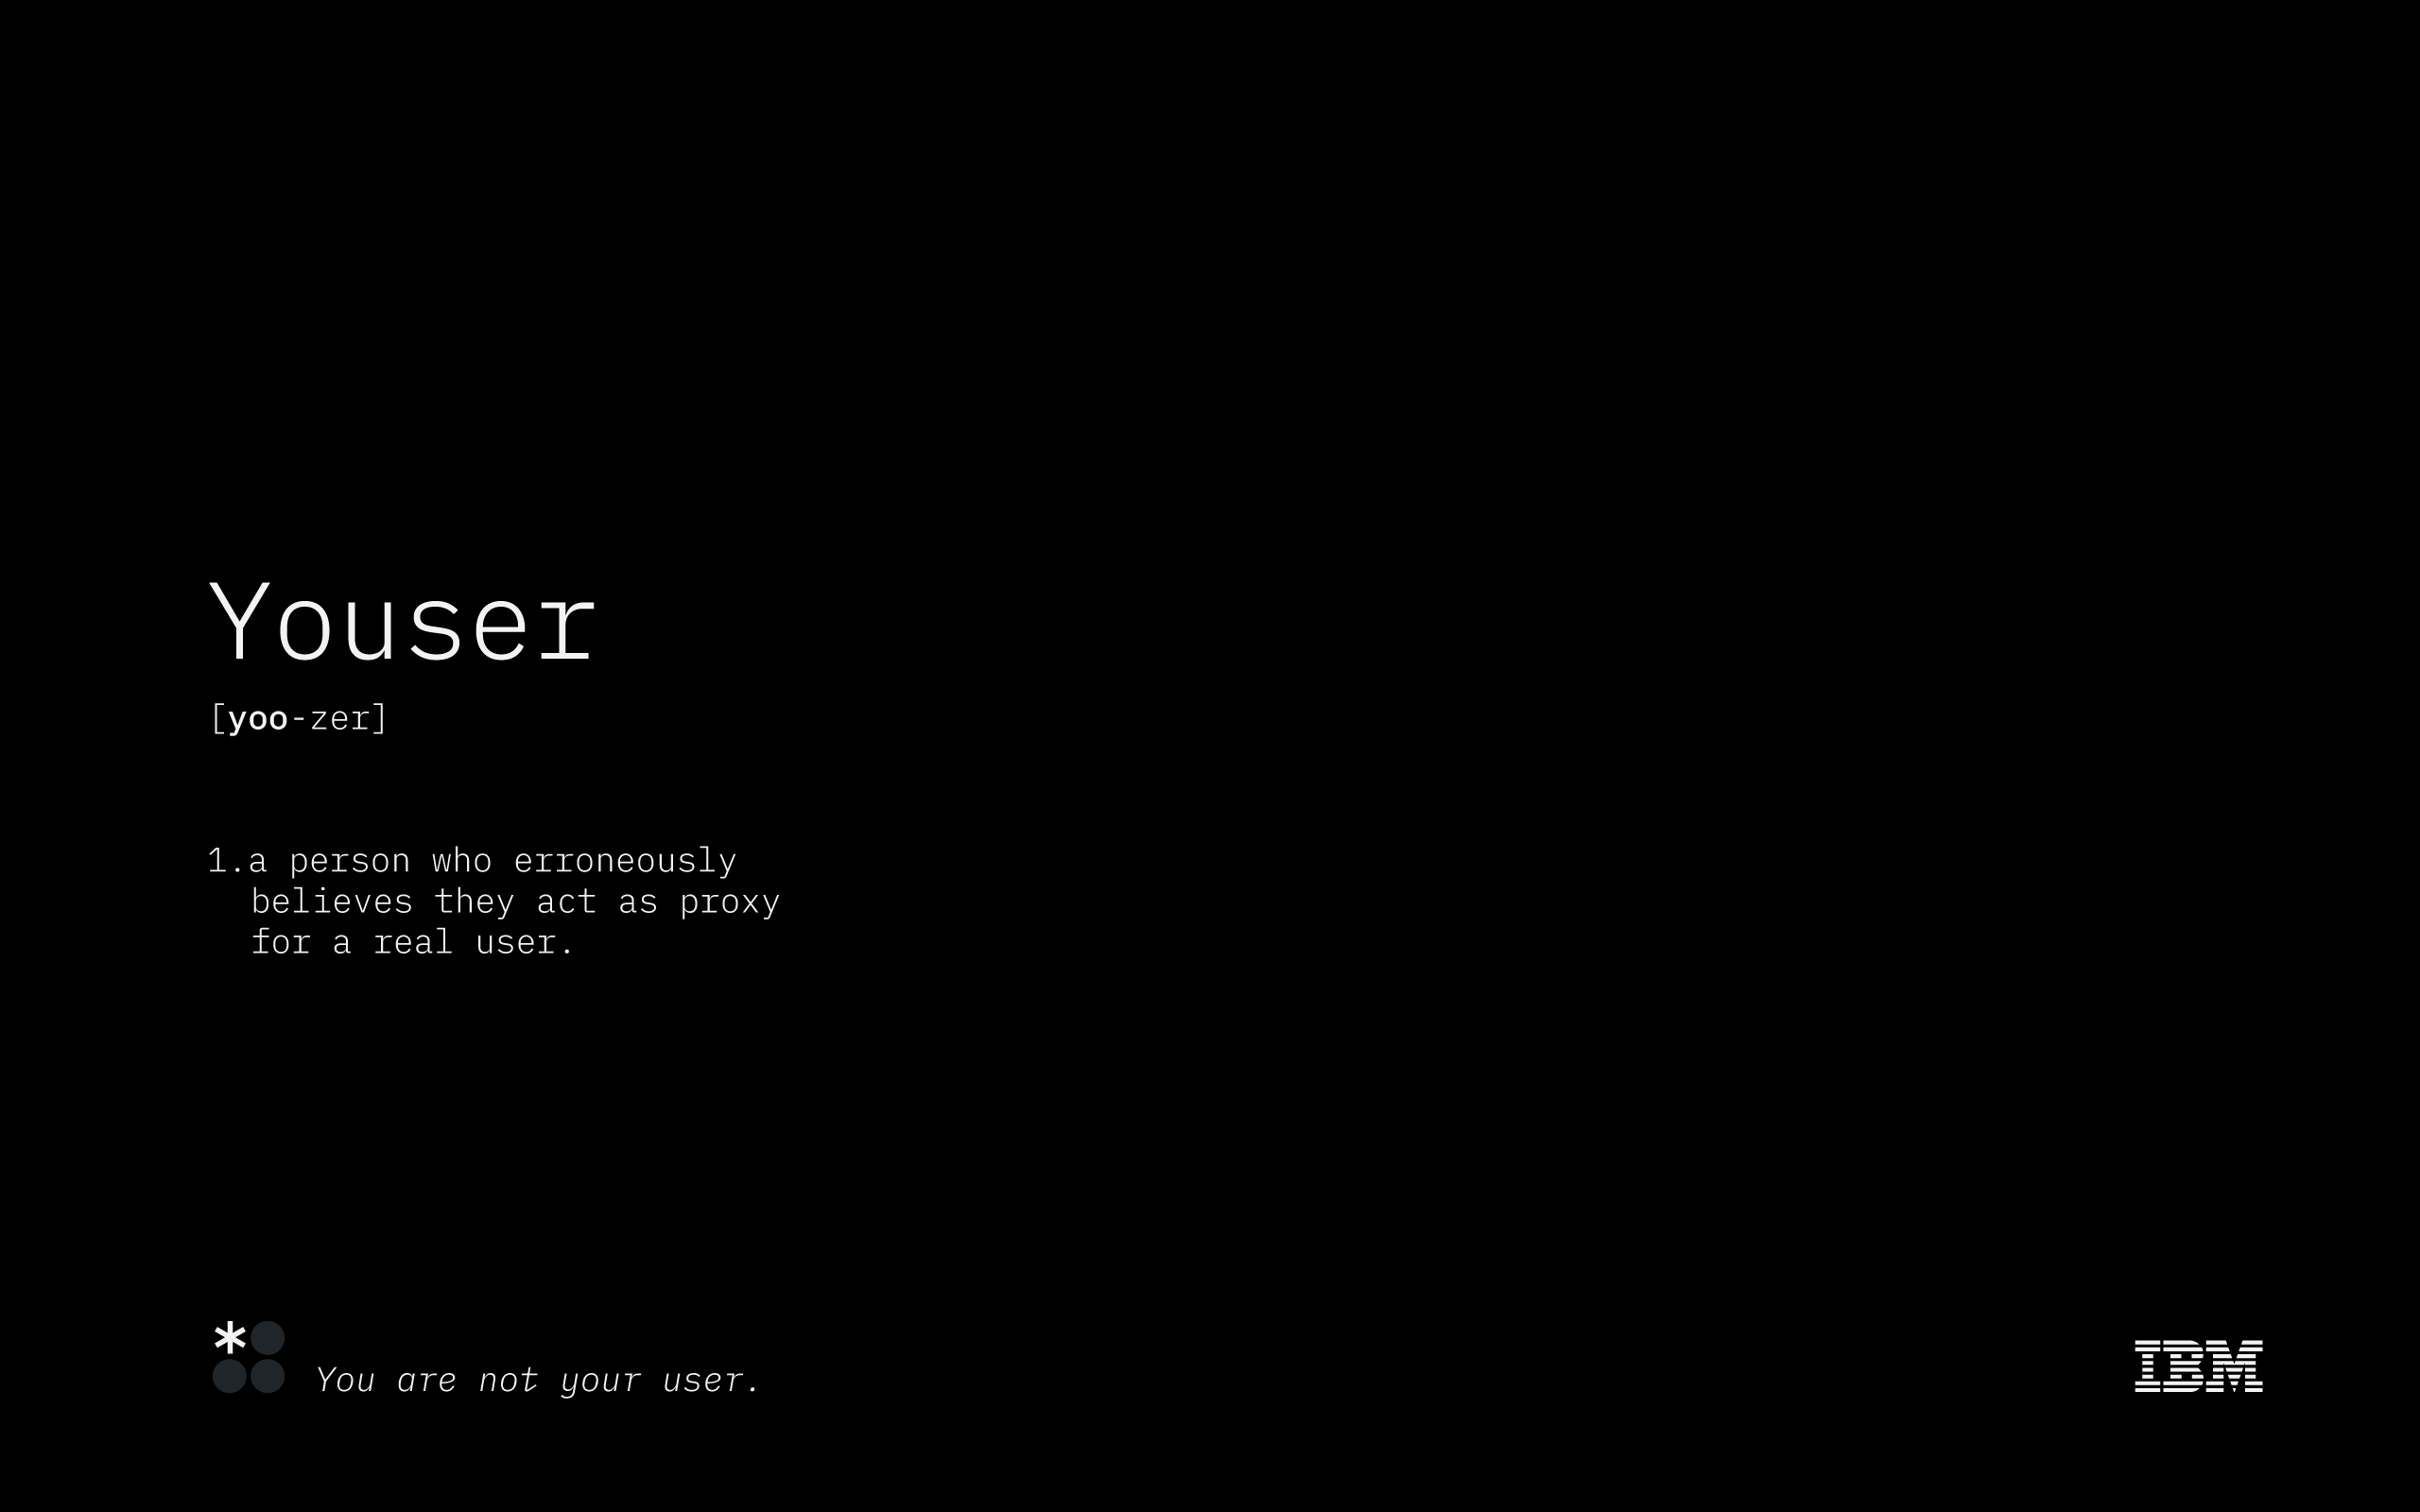 Youser
[yoo-zer]
1.a person who erroneously
believes they act as proxy
for a real user.
*
You are not your user.
IBM